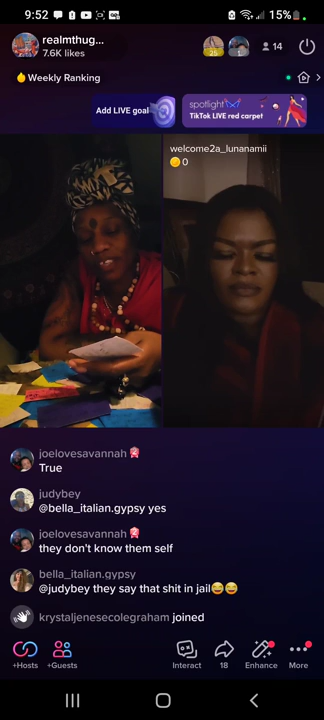 9:52
15%
realmthug...
7.6K likes
25
1
14
Weekly Ranking
Add LIVE goal
spotlight
TikTok LIVE red carpet
welcome2a_lunanamii
0
joelovesavannah
True
judybey
@bella_italian.gypsy yes
joelovesavannah
they don't know them self
bella_italian.gypsy
@judybey they say that shit in jail😂😂
krystaljenesecolegraham joined
+Hosts
+Guests
Interact
18
Enhance
More